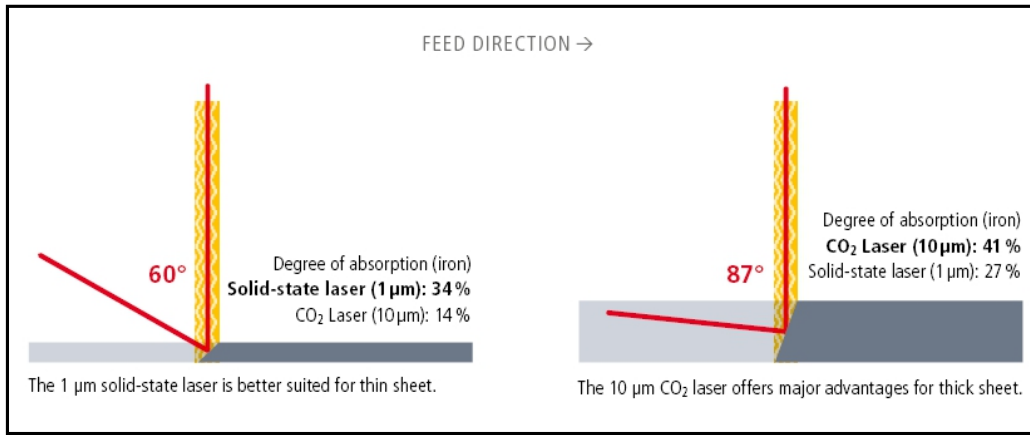 FEED DIRECTION →
60°
Degree of absorption (iron)
Solid-state laser (1 µm): 34 %
CO₂ Laser (10 µm): 14 %
The 1 µm solid-state laser is better suited for thin sheet.
87°
Degree of absorption (iron)
CO₂ Laser (10 µm): 41 %
Solid-state laser (1 µm): 27 %
The 10 µm CO₂ laser offers major advantages for thick sheet.